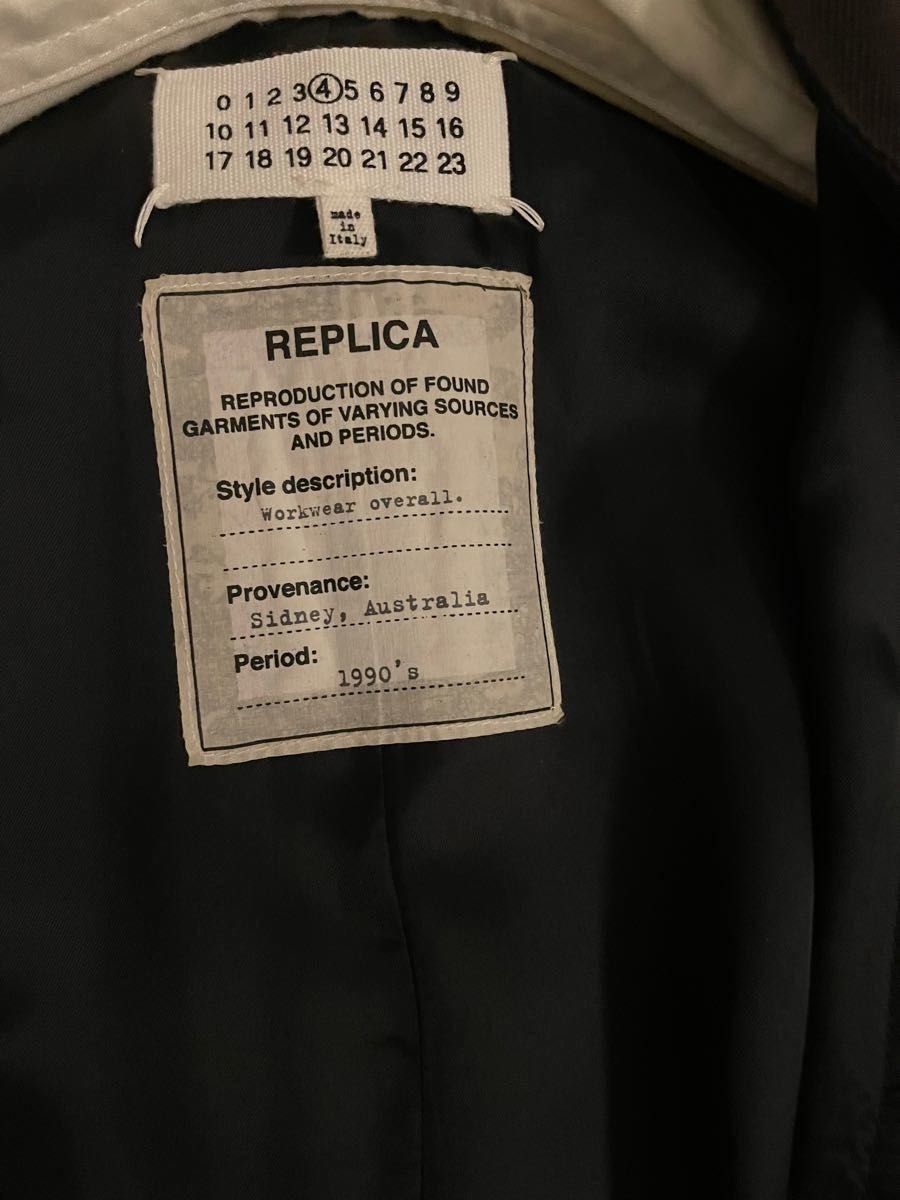 0 1 2 3 4 5 6 7 8 9
10 11 12 13 14 15 16
17 18 19 20 21 22 23
made
in
Italy
REPLICA
REPRODUCTION OF FOUND
GARMENTS OF VARYING SOURCES
AND PERIODS.
Style description:
Workwear overall.
Provenance:
Sidney, Australia
Period:
1990's